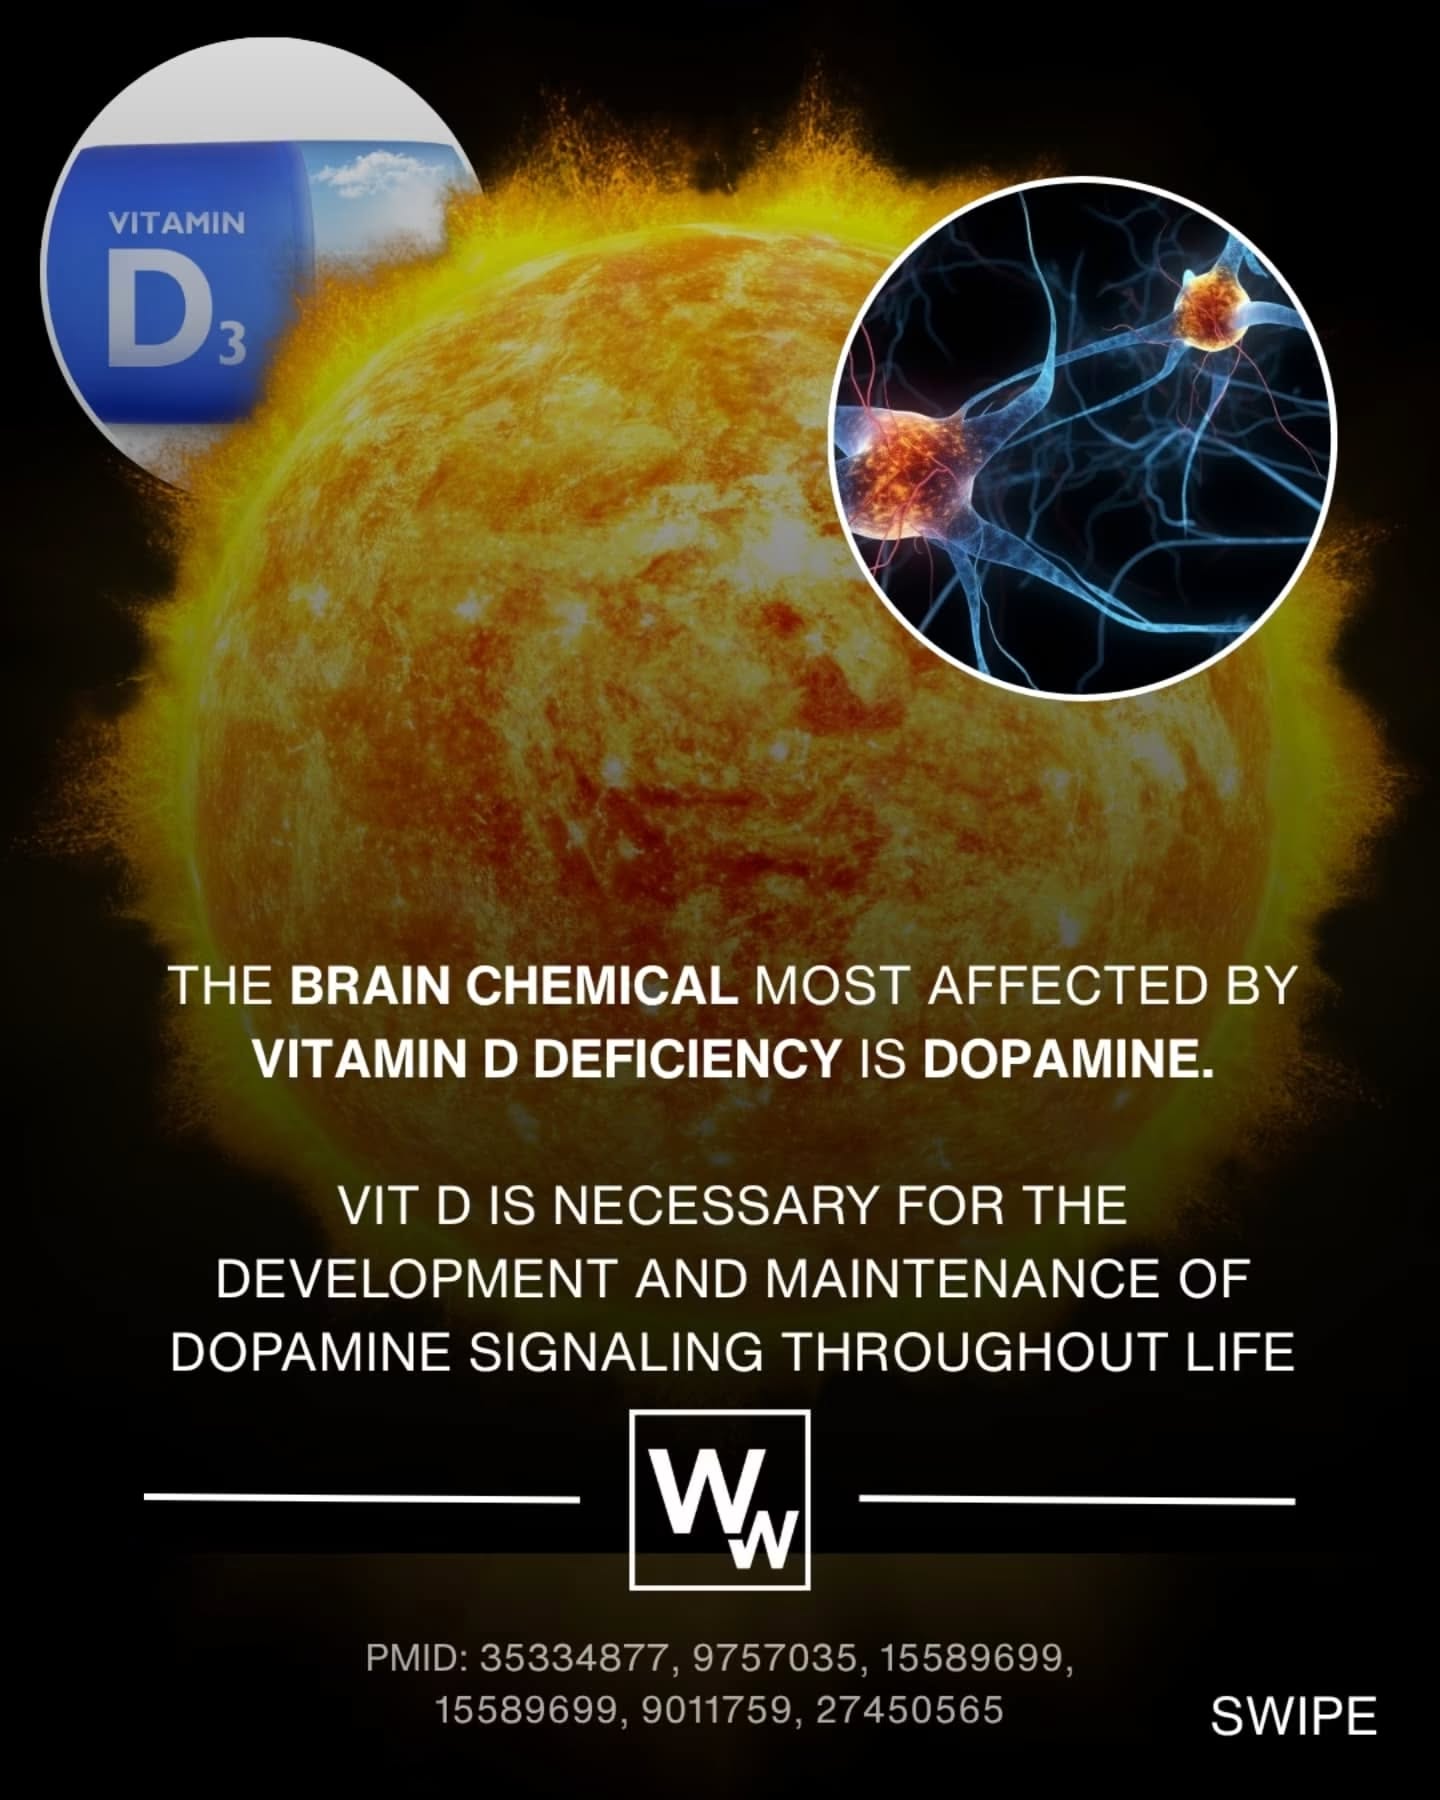 VITAMIN
D3
THE BRAIN CHEMICAL MOST AFFECTED BY
VITAMIN D DEFICIENCY IS DOPAMINE.
VIT D IS NECESSARY FOR THE
DEVELOPMENT AND MAINTENANCE OF
DOPAMINE SIGNALING THROUGHOUT LIFE
WW
PMID: 35334877, 9757035, 15589699,
15589699, 9011759, 27450565
SWIPE